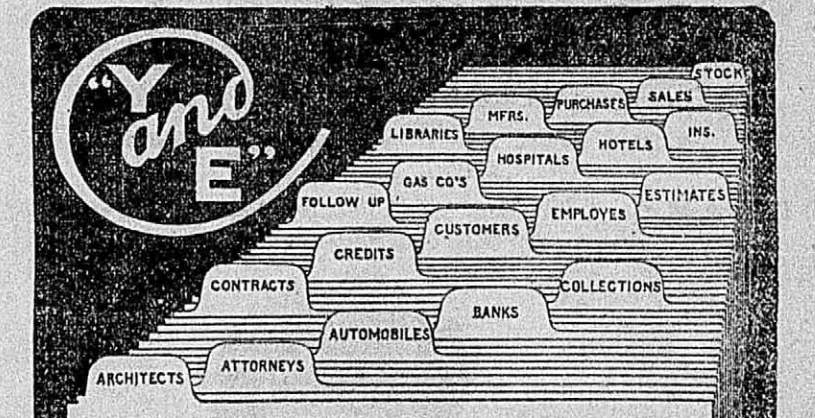 "Y
and
E"
STOCK
SALES
PURCHASES
MFRS.
LIBRARIES
INS.
HOTELS
HOSPITALS
GAS CO'S
FOLLOW UP
ESTIMATES
EMPLOYES
CUSTOMERS
CREDITS
CONTRACTS
COLLECTIONS
BANKS
AUTOMOBILES
ATTORNEYS
ARCHITECTS